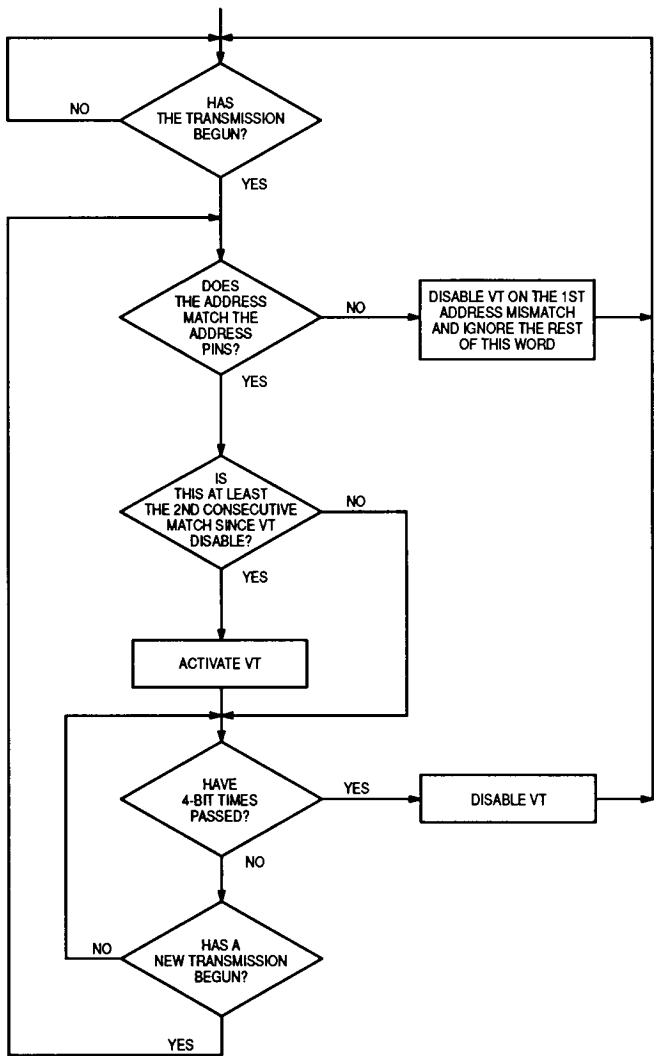 HAS
THE TRANSMISSION
BEGUN?
NO
YES
DOES
THE ADDRESS
MATCH THE
ADDRESS
PINS?
NO
DISABLE VT ON THE 1ST
ADDRESS MISMATCH
AND IGNORE THE REST
OF THIS WORD
YES
IS
THIS AT LEAST
THE 2ND CONSECUTIVE
MATCH SINCE VT
DISABLE?
NO
YES
ACTIVATE VT
HAVE
4-BIT TIMES
PASSED?
YES
DISABLE VT
NO
HAS A
NEW TRANSMISSION
BEGUN?
NO
YES